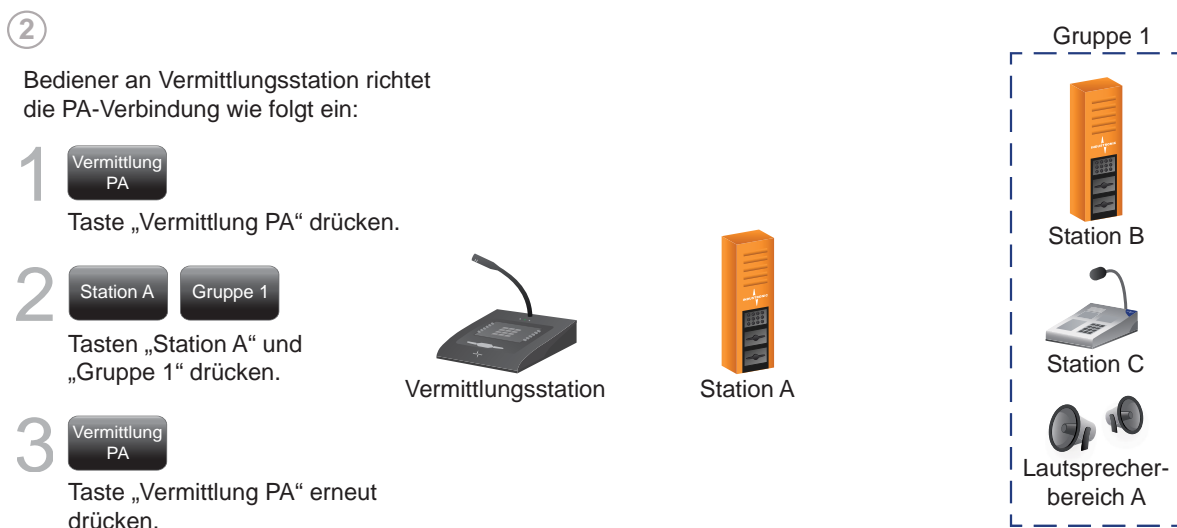 2
Bediener an Vermittlungsstation richtet
die PA-Verbindung wie folgt ein:
1
Vermittlung
PA
Taste „Vermittlung PA“ drücken.
2
Station A
Gruppe 1
Tasten „Station A“ und
„Gruppe 1“ drücken.
3
Vermittlung
PA
Taste „Vermittlung PA“ erneut
drücken.
Vermittlungsstation
Station A
Gruppe 1
Station B
Station C
Lautsprecher-
bereich A